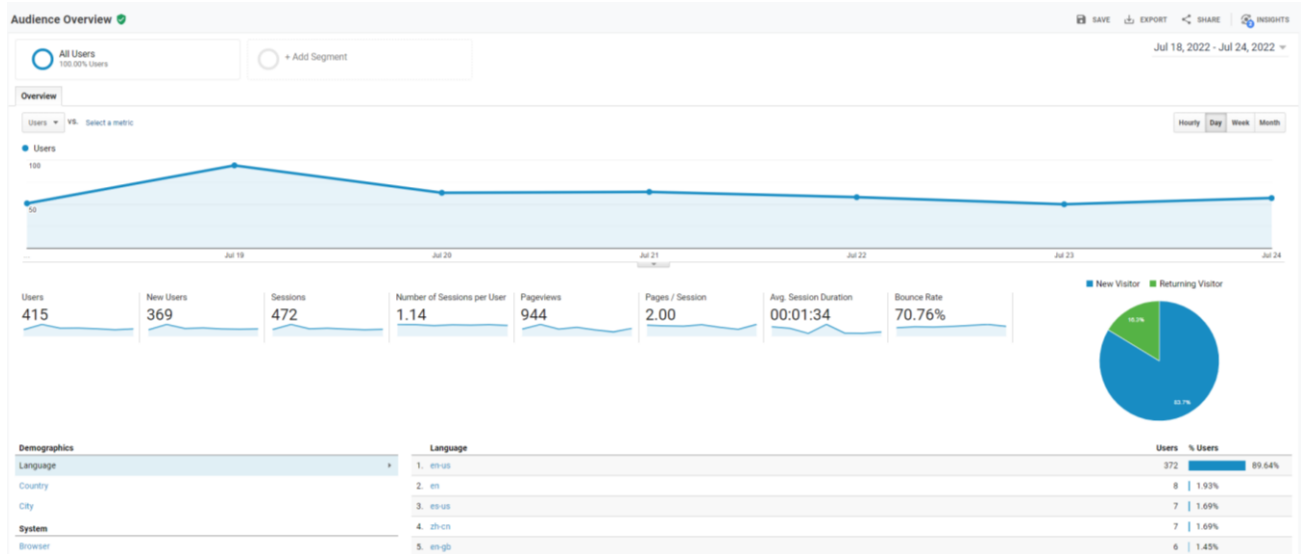 Audience Overview
SAVE EXPORT SHARE INSIGHTS
All Users
100.00% Users
+ Add Segment
Jul 18, 2022 - Jul 24, 2022
Overview
Users VS. Select a metric
Hourly Day Week Month
Users
100
50
... Jul 19 Jul 20 Jul 21 Jul 22 Jul 23 Jul 24
New Visitor Returning Visitor
Users New Users Sessions Number of Sessions per User Pageviews Pages / Session Avg. Session Duration Bounce Rate
415 369 472 1.14 944 2.00 00:01:34 70.76%
16.3%
83.7%
Demographics Language Users % Users
Language 1. en-us 372 89.64%
Country 2. en 8 1.93%
City 3. es-us 7 1.69%
System 4. zh-cn 7 1.69%
Browser 5. en-gb 6 1.45%